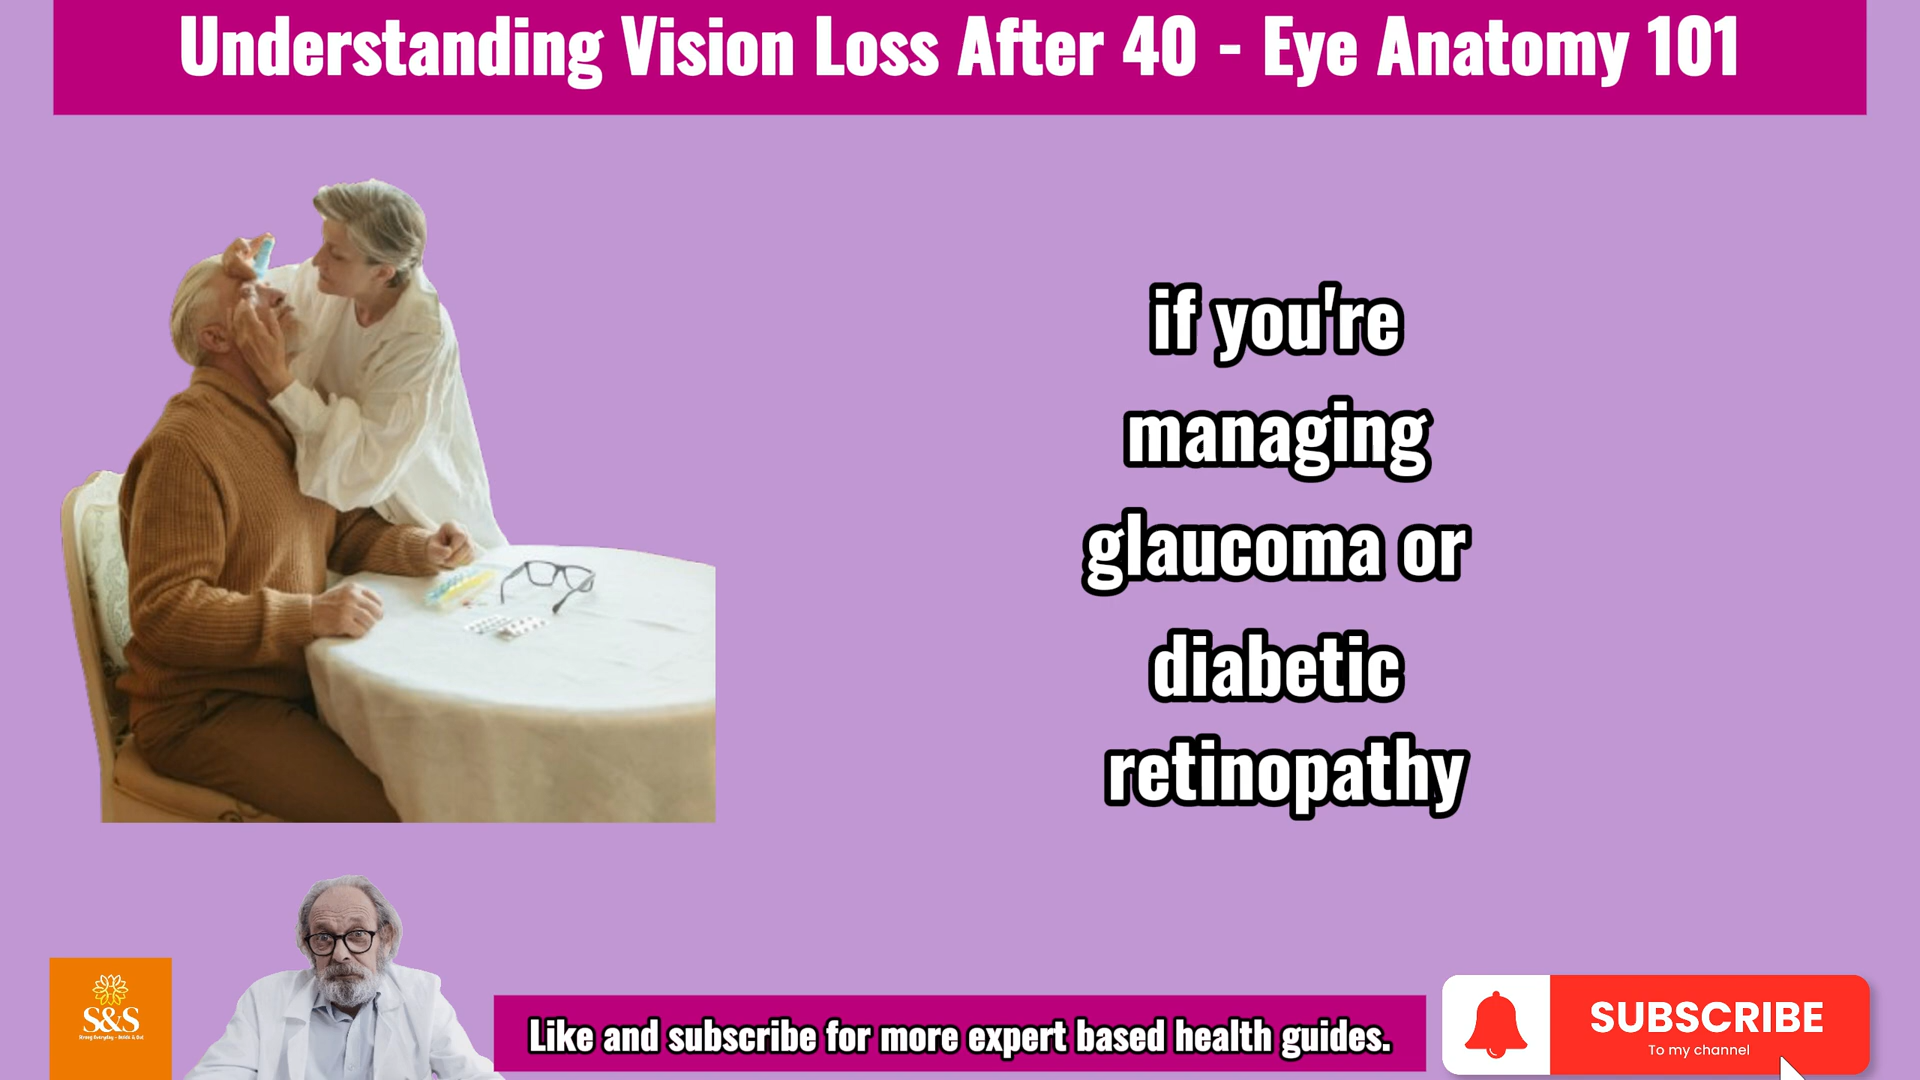 Understanding Vision Loss After 40 - Eye Anatomy 101
if you're
managing
glaucoma or
diabetic
retinopathy
S&S
Like and subscribe for more expert based health guides.
SUBSCRIBE
To my channel